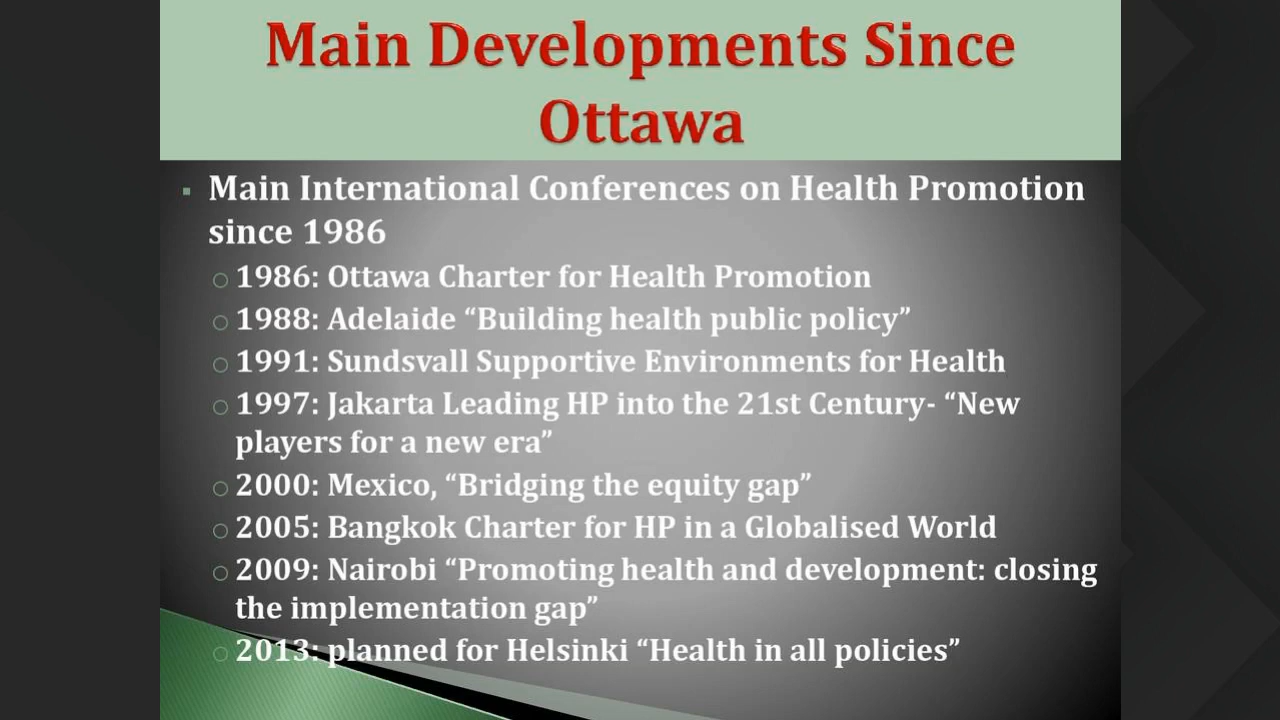 Main Developments Since
Ottawa
Main International Conferences on Health Promotion
since 1986
1986: Ottawa Charter for Health Promotion
1988: Adelaide “Building health public policy”
1991: Sundsvall Supportive Environments for Health
1997: Jakarta Leading HP into the 21st Century- “New
players for a new era”
2000: Mexico, “Bridging the equity gap”
2005: Bangkok Charter for HP in a Globalised World
2009: Nairobi “Promoting health and development: closing
the implementation gap”
2013: planned for Helsinki “Health in all policies”